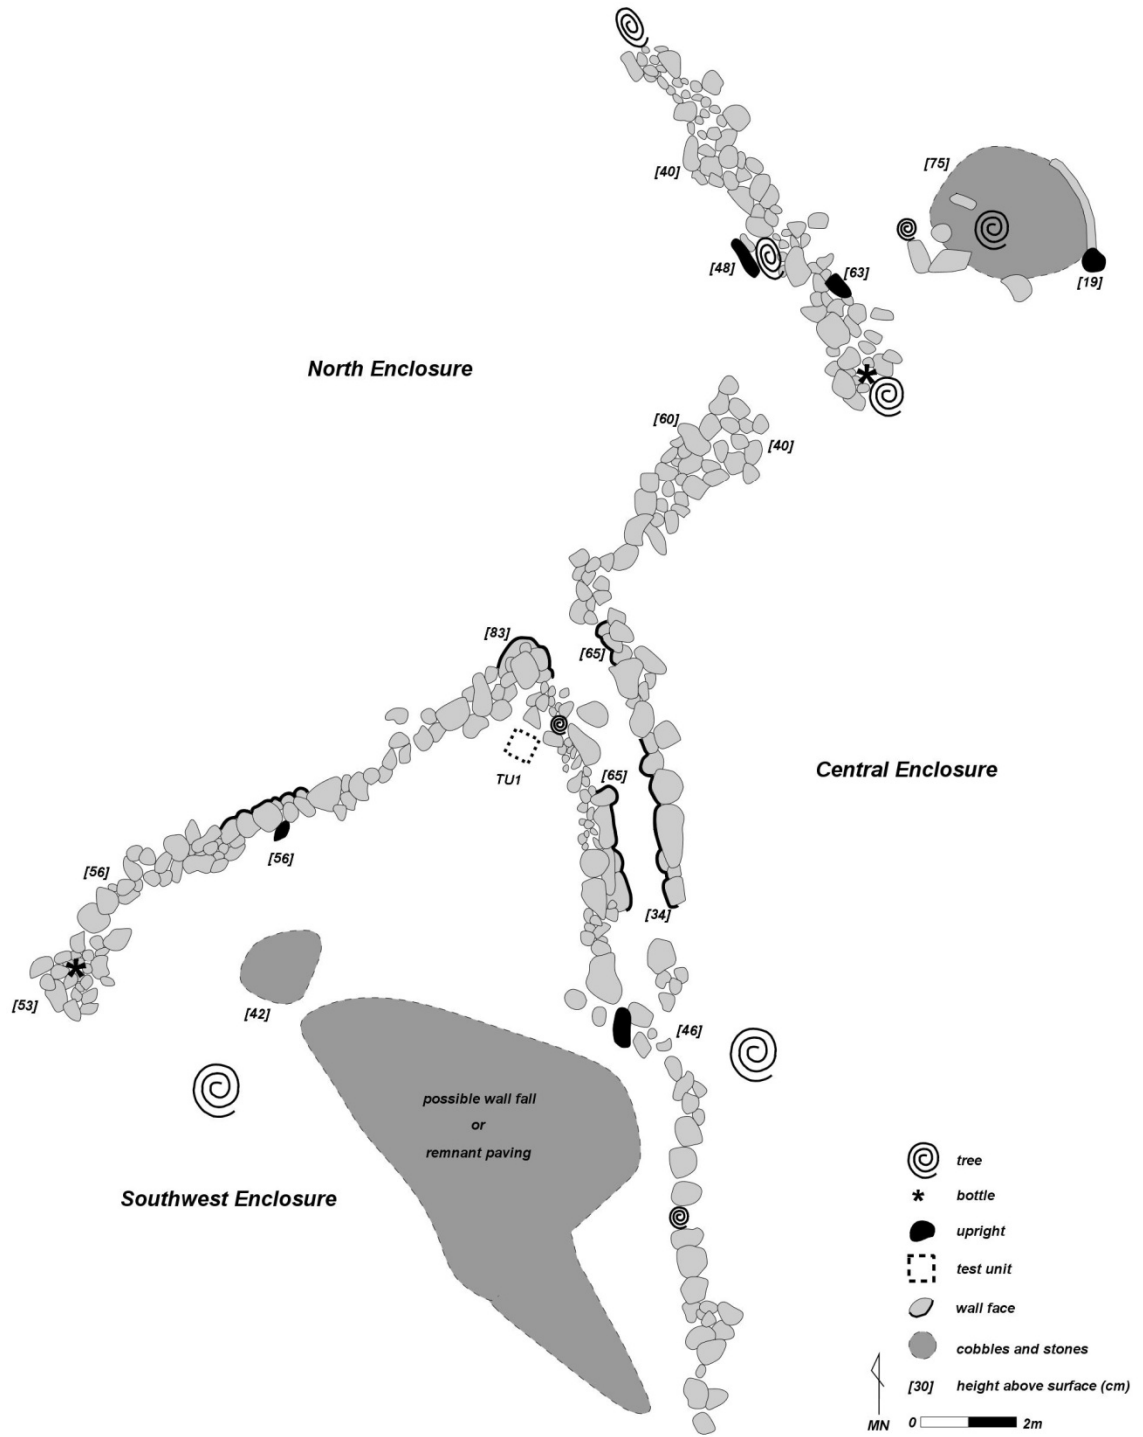 [75]
[40]
[48]
[63]
[19]
North Enclosure
*
[60]
[40]
[83]
[65]
TU1
[65]
Central Enclosure
[56]
[56]
[34]
*
[53]
[42]
[46]
possible wall fall
or
remnant paving
Southwest Enclosure
tree
* bottle
upright
test unit
wall face
cobbles and stones
[30] height above surface (cm)
MN 0 2m